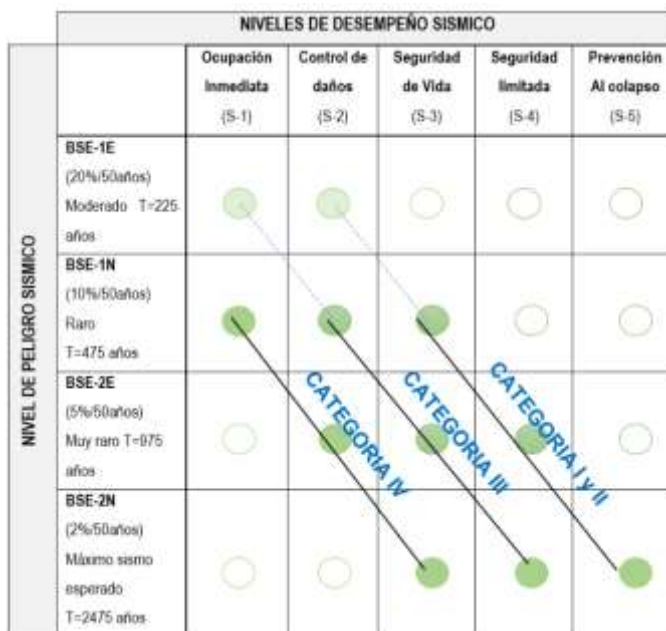 NIVELES DE DESEMPEÑO SISMICO
Ocupación Control de Seguridad Seguridad Prevención
Inmediata daños de Vida limitada Al colapso
(S-1) (S-2) (S-3) (S-4) (S-5)
NIVEL DE PELIGRO SISMICO
BSE-1E
(20%/50años)
Moderado T=225
años
BSE-1N
(10%/50años)
Raro
T=475 años
BSE-2E
(5%/50años)
Muy raro T=975
años
BSE-2N
(2%/50años)
Máximo sismo
esperado
T=2475 años
CATEGORIA IV
CATEGORIA III
CATEGORIA I y II